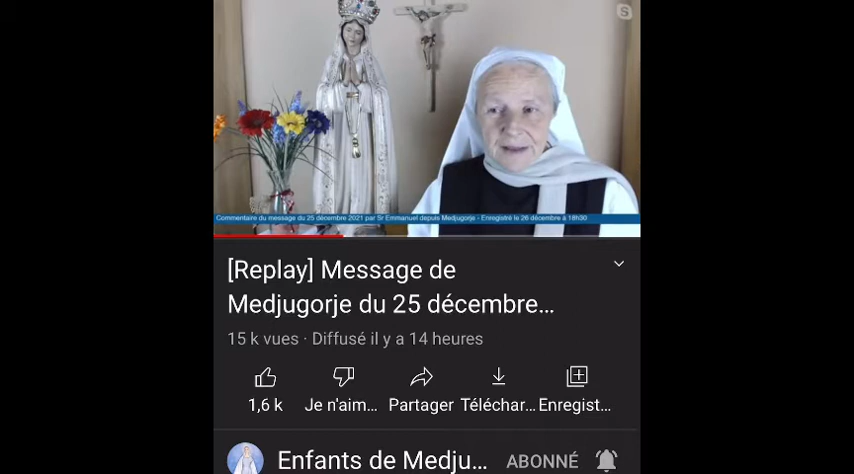 Commentaire du message du 25 décembre 2021 par Sr Emmanuel depuis Medjugorje - Enregistré le 26 décembre à 18h30
[Replay] Message de
Medjugorje du 25 décembre...
15 k vues · Diffusé il y a 14 heures
1,6 k Je n'aim... Partager Téléchar... Enregist...
Enfants de Medju... ABONNÉ